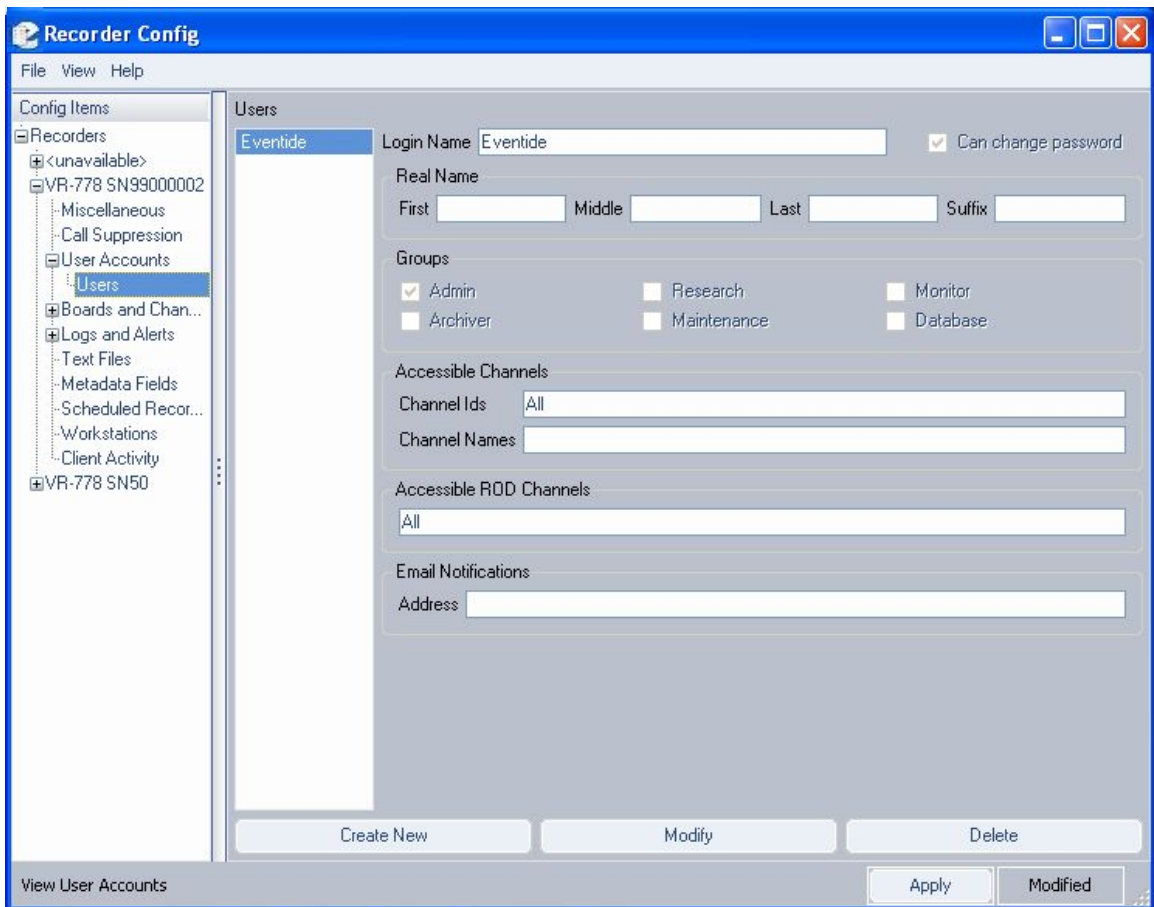 Recorder Config
File View Help
Config Items
Recorders
<unavailable>
VR-778 SN99000002
Miscellaneous
Call Suppression
User Accounts
Users
Boards and Chan...
Logs and Alerts
Text Files
Metadata Fields
Scheduled Recor...
Workstations
Client Activity
VR-778 SN50
Users
Eventide
Login Name Eventide Can change password
Real Name
First Middle Last Suffix
Groups
Admin Research Monitor
Archiver Maintenance Database
Accessible Channels
Channel Ids All
Channel Names
Accessible ROD Channels
All
Email Notifications
Address
Create New Modify Delete
View User Accounts Apply Modified